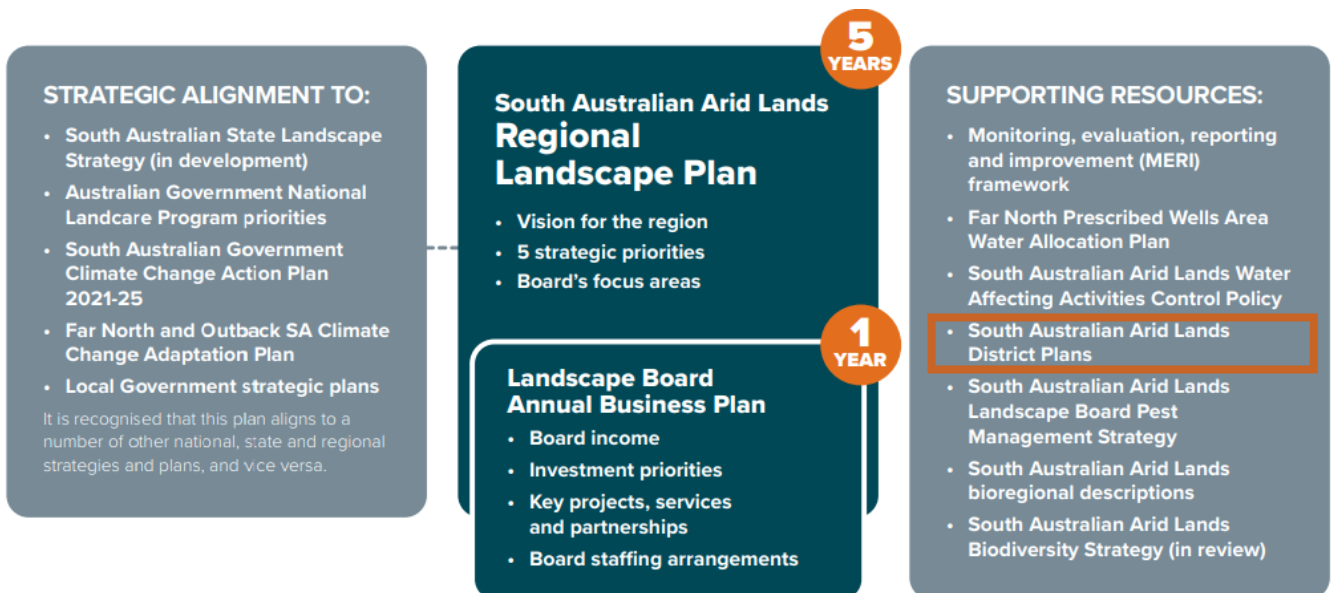 STRATEGIC ALIGNMENT TO:
• South Australian State Landscape
Strategy (in development)
• Australian Government National
Landcare Program priorities
• South Australian Government
Climate Change Action Plan
2021-25
• Far North and Outback SA Climate
Change Adaptation Plan
• Local Government strategic plans
It is recognised that this plan aligns to a
number of other national, state and regional
strategies and plans, and vice versa.
5
YEARS
South Australian Arid Lands
Regional
Landscape Plan
• Vision for the region
• 5 strategic priorities
• Board's focus areas
1
YEAR
Landscape Board
Annual Business Plan
• Board income
• Investment priorities
• Key projects, services
and partnerships
• Board staffing arrangements
SUPPORTING RESOURCES:
• Monitoring, evaluation, reporting
and improvement (MERI)
framework
• Far North Prescribed Wells Area
Water Allocation Plan
• South Australian Arid Lands Water
Affecting Activities Control Policy
• South Australian Arid Lands
District Plans
• South Australian Arid Lands
Landscape Board Pest
Management Strategy
• South Australian Arid Lands
bioregional descriptions
• South Australian Arid Lands
Biodiversity Strategy (in review)